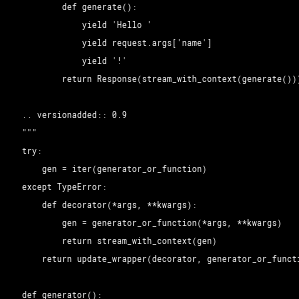 def generate():
yield 'Hello '
yield request.args['name']
yield '!'
return Response(stream_with_context(generate()))
.. versionadded:: 0.9
"""
try:
gen = iter(generator_or_function)
except TypeError:
def decorator(*args, **kwargs):
gen = generator_or_function(*args, **kwargs)
return stream_with_context(gen)
return update_wrapper(decorator, generator_or_functi
def generator():